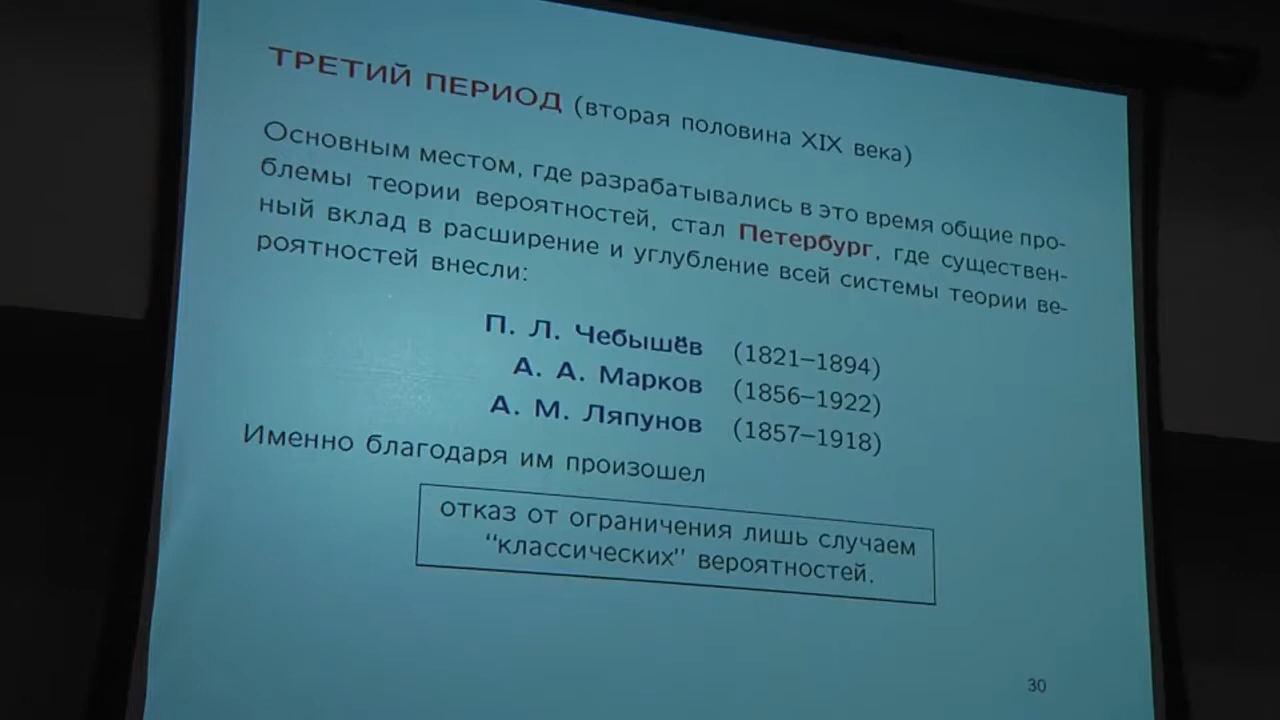 ТРЕТИЙ ПЕРИОД (вторая половина XIX века)
Основным местом, где разрабатывались в это время общие про-
блемы теории вероятностей, стал Петербург, где существен-
ный вклад в расширение и углубление всей системы теории ве-
роятностей внесли:
П. Л. Чебышёв (1821–1894)
А. А. Марков (1856–1922)
А. М. Ляпунов (1857–1918)
Именно благодаря им произошел
отказ от ограничения лишь случаем
“классических” вероятностей.
30